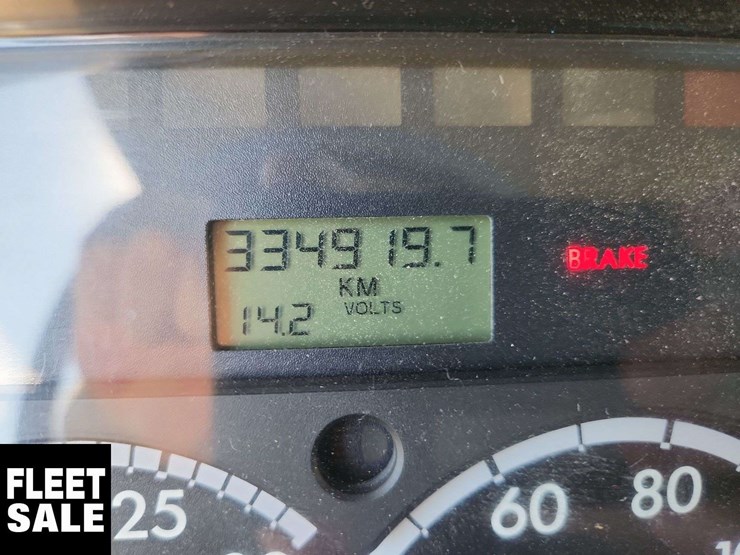 334919.7
KM
14.2 VOLTS
BRAKE
25
60
80
FLEET
SALE